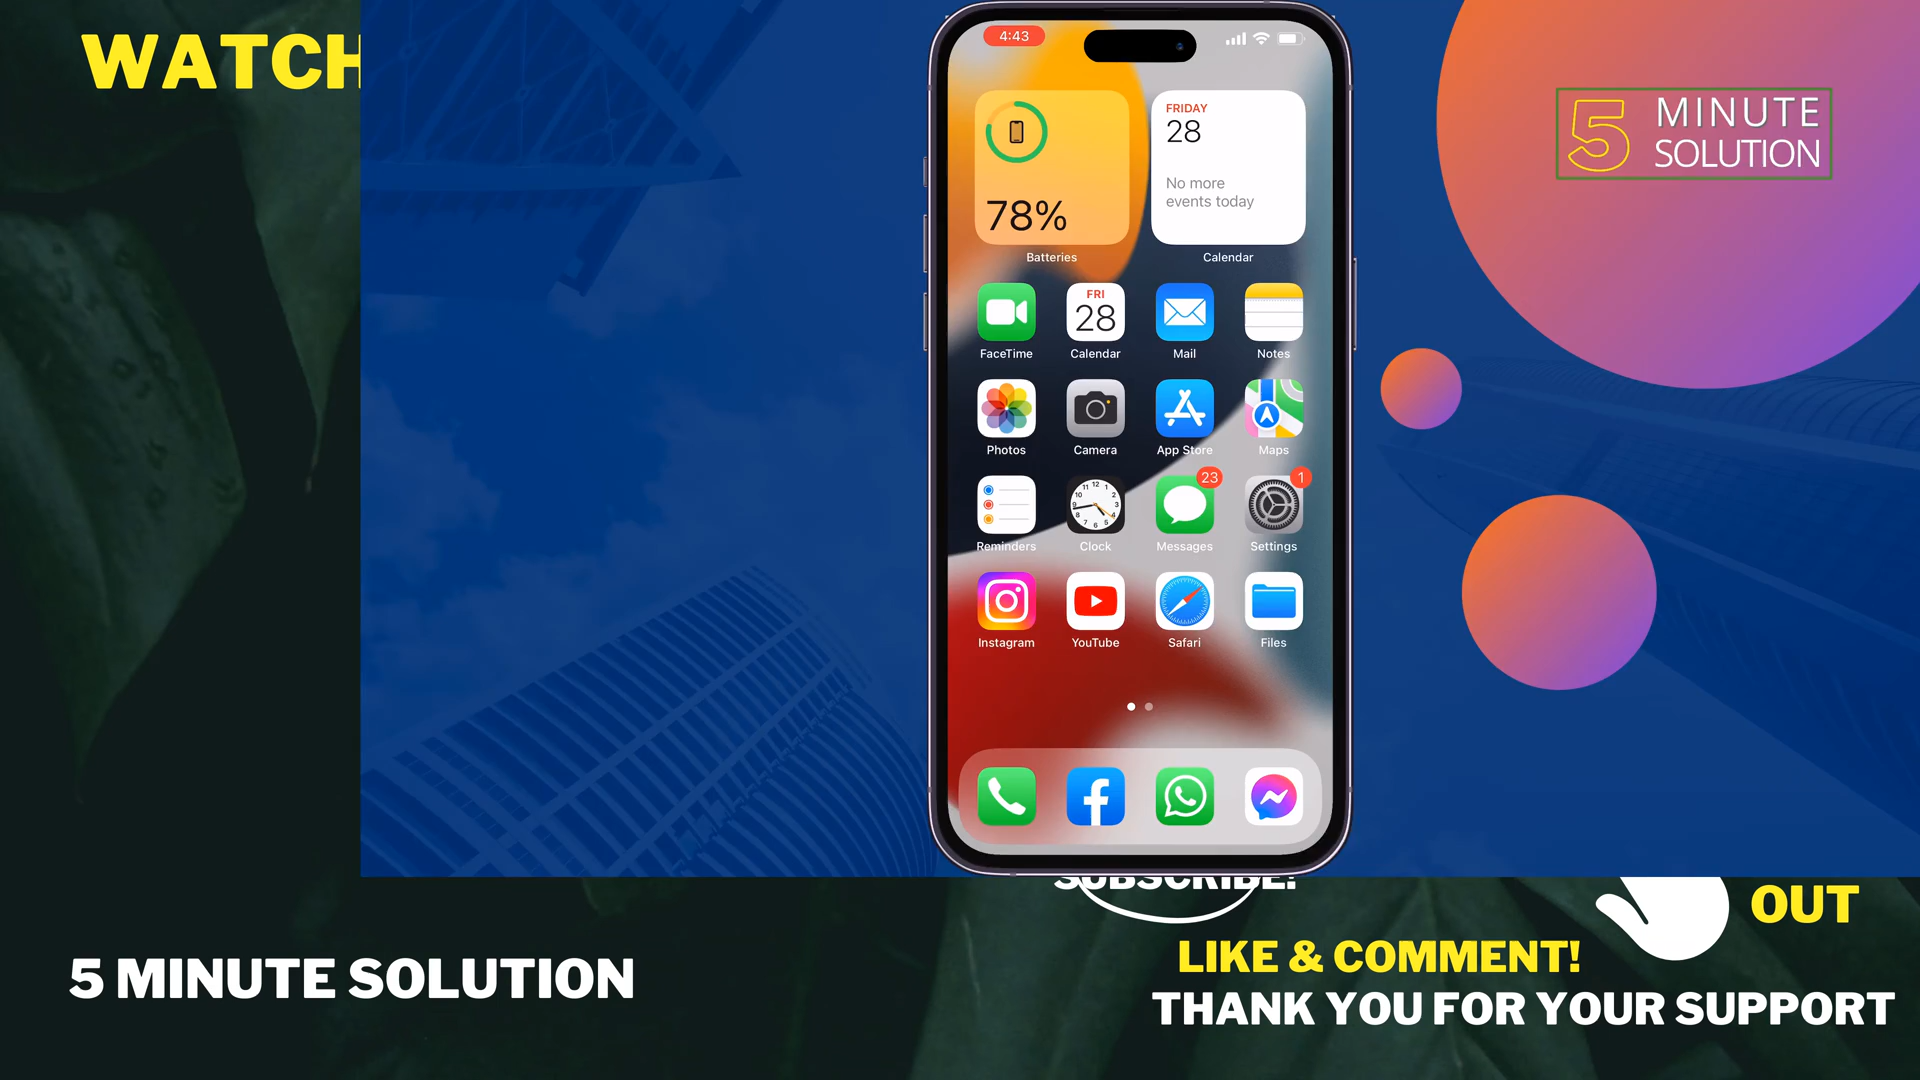 WATCH
4:43
78%
Batteries
FRIDAY
28
No more
events today
Calendar
5 MINUTE
SOLUTION
FRI
28
FaceTime
Calendar
Mail
Notes
Photos
Camera
App Store
Maps
23
1
Reminders
Clock
Messages
Settings
Instagram
YouTube
Safari
Files
SUBSCRIBE!
OUT
LIKE & COMMENT!
THANK YOU FOR YOUR SUPPORT
5 MINUTE SOLUTION